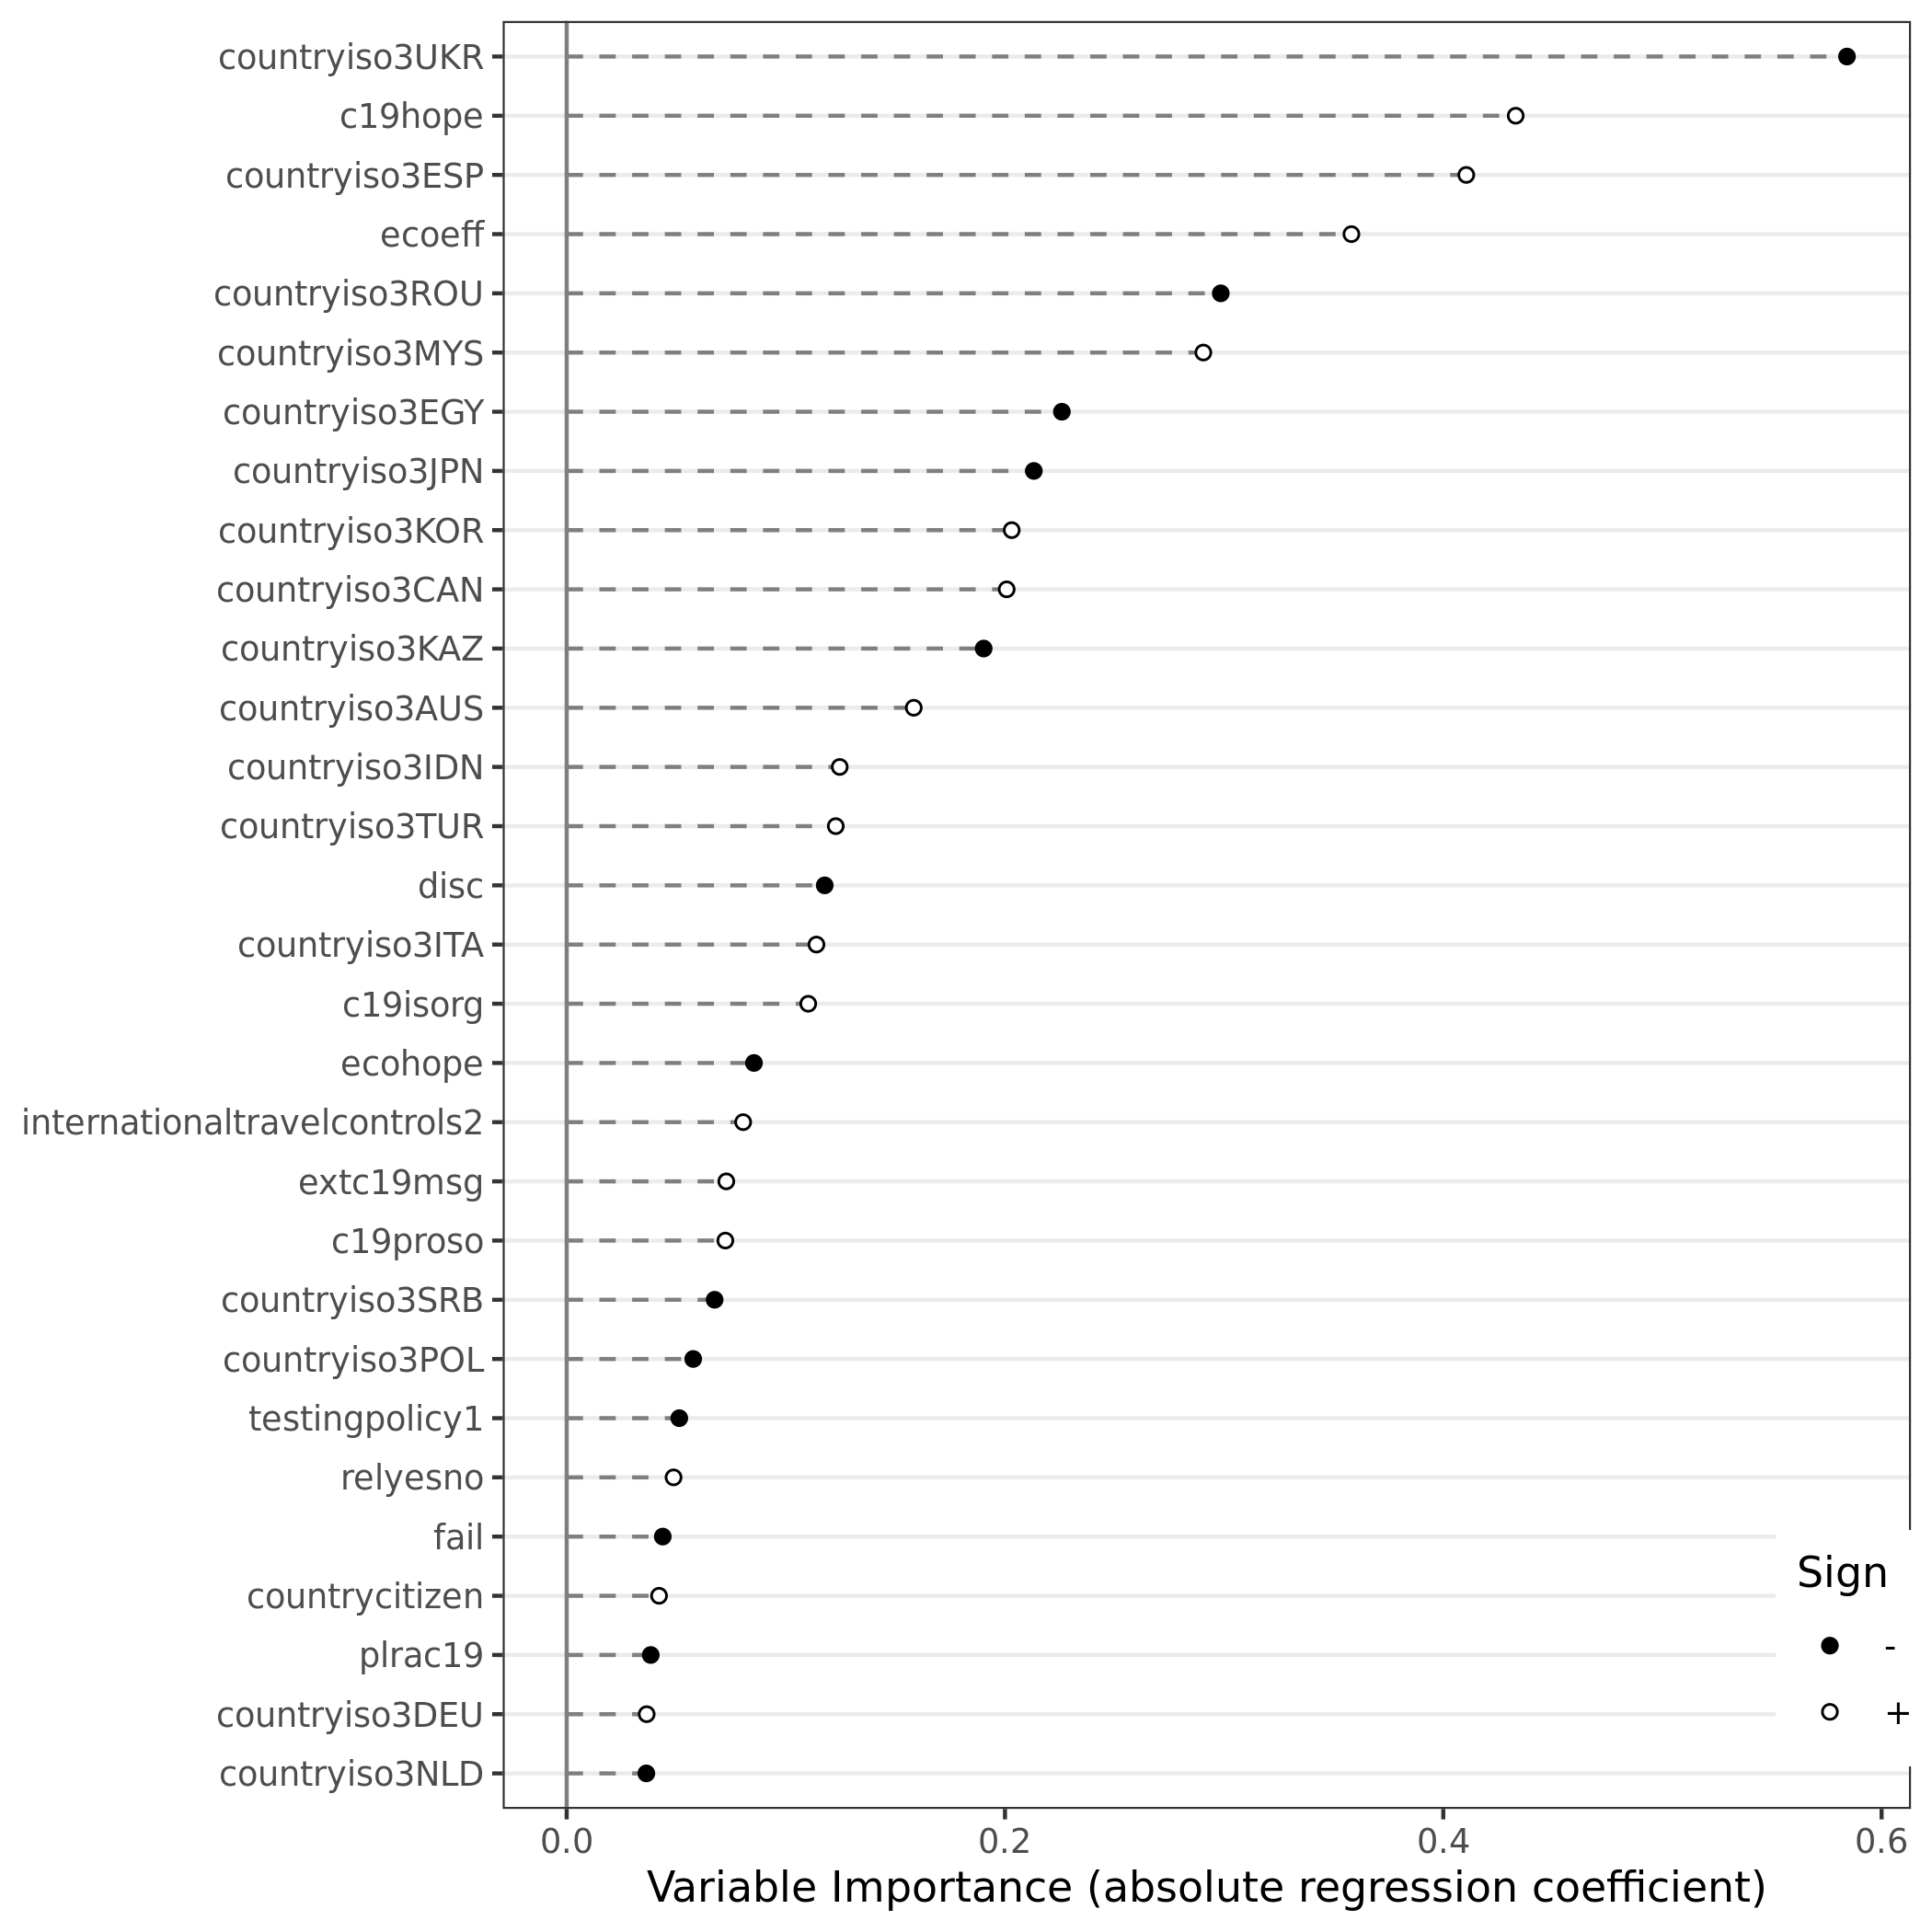 countryiso3UKR
c19hope
countryiso3ESP
ecoeff
countryiso3ROU
countryiso3MYS
countryiso3EGY
countryiso3JPN
countryiso3KOR
countryiso3CAN
countryiso3KAZ
countryiso3AUS
countryiso3IDN
countryiso3TUR
disc
countryiso3ITA
c19isorg
ecohope
internationaltravelcontrols2
extc19msg
c19proso
countryiso3SRB
countryiso3POL
testingpolicy1
relyesno
fail
countrycitizen
plrac19
countryiso3DEU
countryiso3NLD
Sign
-
+
0.0 0.2 0.4 0.6
Variable Importance (absolute regression coefficient)